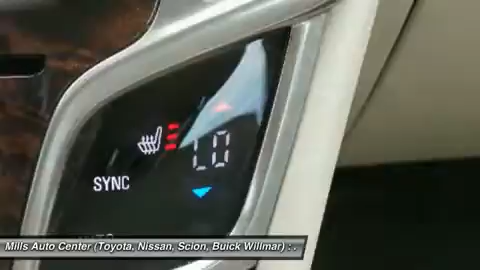 LO
SYNC
Mills Auto Center (Toyota, Nissan, Scion, Buick Willmar) : .